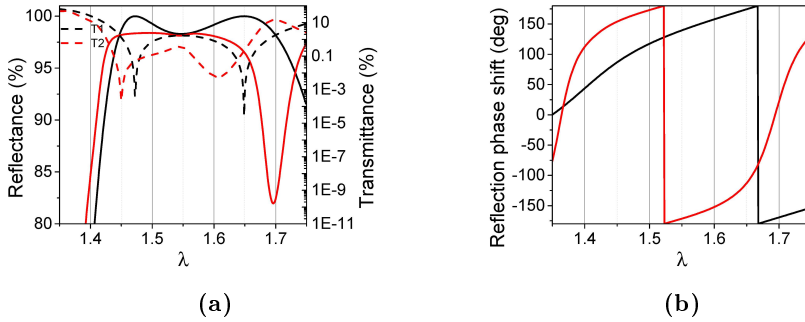 Reflectance (%)
100
95
90
85
80
T1
T2
10
0.1
1E-3
1E-5
1E-7
1E-9
1E-11
Transmittance (%)
1.4
1.5
1.6
1.7
λ
(a)
Reflection phase shift (deg)
150
100
50
0
-50
-100
-150
1.4
1.5
1.6
1.7
λ
(b)